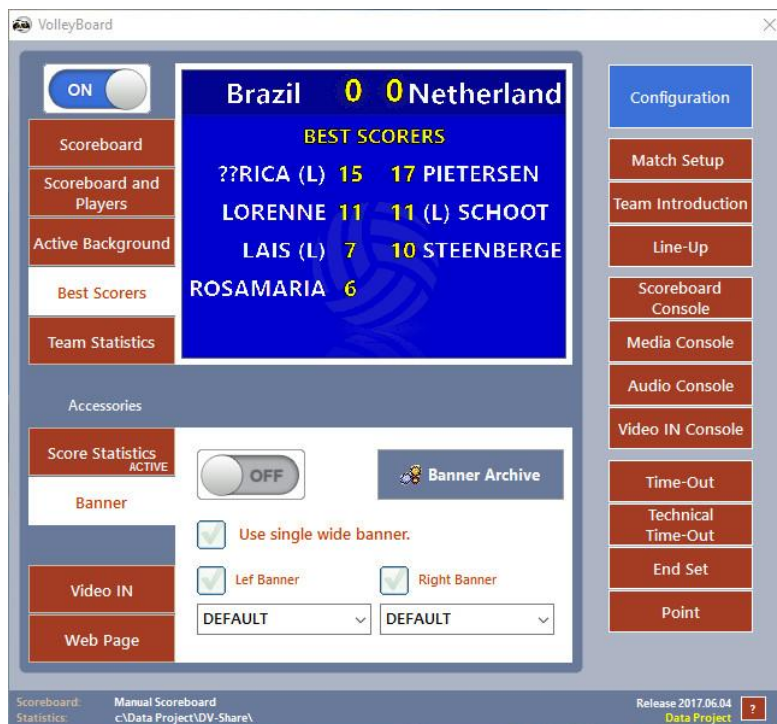 VolleyBoard
ON
Brazil 0 0 Netherland
BEST SCORERS
??RICA (L) 15 17 PIETERSEN
LORENNE 11 11 (L) SCHOOT
LAIS (L) 7 10 STEENBERGE
ROSAMARIA 6
Scoreboard
Scoreboard and
Players
Active Background
Best Scorers
Team Statistics
Accessories
Score Statistics
ACTIVE
Banner
Video IN
Web Page
OFF
Banner Archive
Use single wide banner.
Lef Banner
Right Banner
DEFAULT
DEFAULT
Configuration
Match Setup
Team Introduction
Line-Up
Scoreboard
Console
Media Console
Audio Console
Video IN Console
Time-Out
Technical
Time-Out
End Set
Point
Scoreboard: Manual Scoreboard
Statistics: c:\Data Project\DV-Share\
Release 2017.06.04
Data Project
?